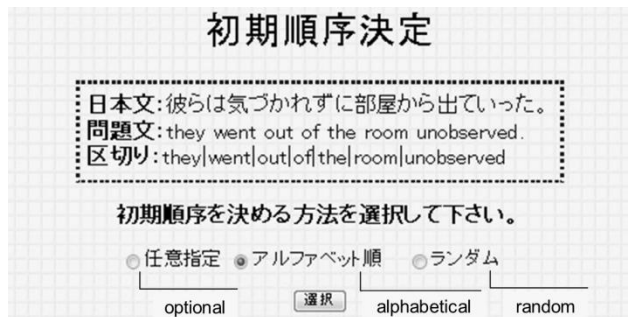 初期順序決定
日本文:彼らは気づかれずに部屋から出ていった。
問題文:they went out of the room unobserved.
区切り:they|went|out|of|the|room|unobserved
初期順序を決める方法を選択して下さい。
任意指定 アルファベット順 ランダム
optional 選択 alphabetical random